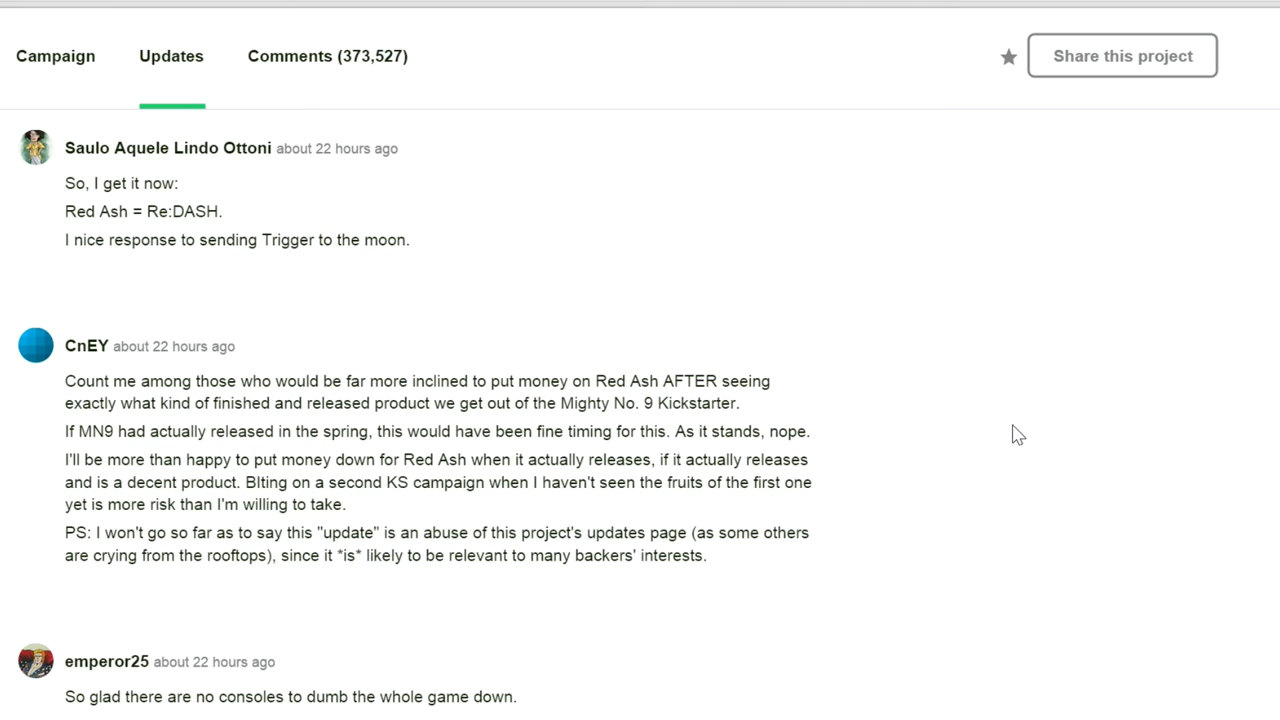 Campaign Updates Comments (373,527) Share this project
Saulo Aquele Lindo Ottoni about 22 hours ago
So, I get it now:
Red Ash = Re:DASH.
I nice response to sending Trigger to the moon.
CnEY about 22 hours ago
Count me among those who would be far more inclined to put money on Red Ash AFTER seeing
exactly what kind of finished and released product we get out of the Mighty No. 9 Kickstarter.
If MN9 had actually released in the spring, this would have been fine timing for this. As it stands, nope.
I'll be more than happy to put money down for Red Ash when it actually releases, if it actually releases
and is a decent product. BIting on a second KS campaign when I haven't seen the fruits of the first one
yet is more risk than I'm willing to take.
PS: I won't go so far as to say this "update" is an abuse of this project's updates page (as some others
are crying from the rooftops), since it *is* likely to be relevant to many backers' interests.
emperor25 about 22 hours ago
So glad there are no consoles to dumb the whole game down.